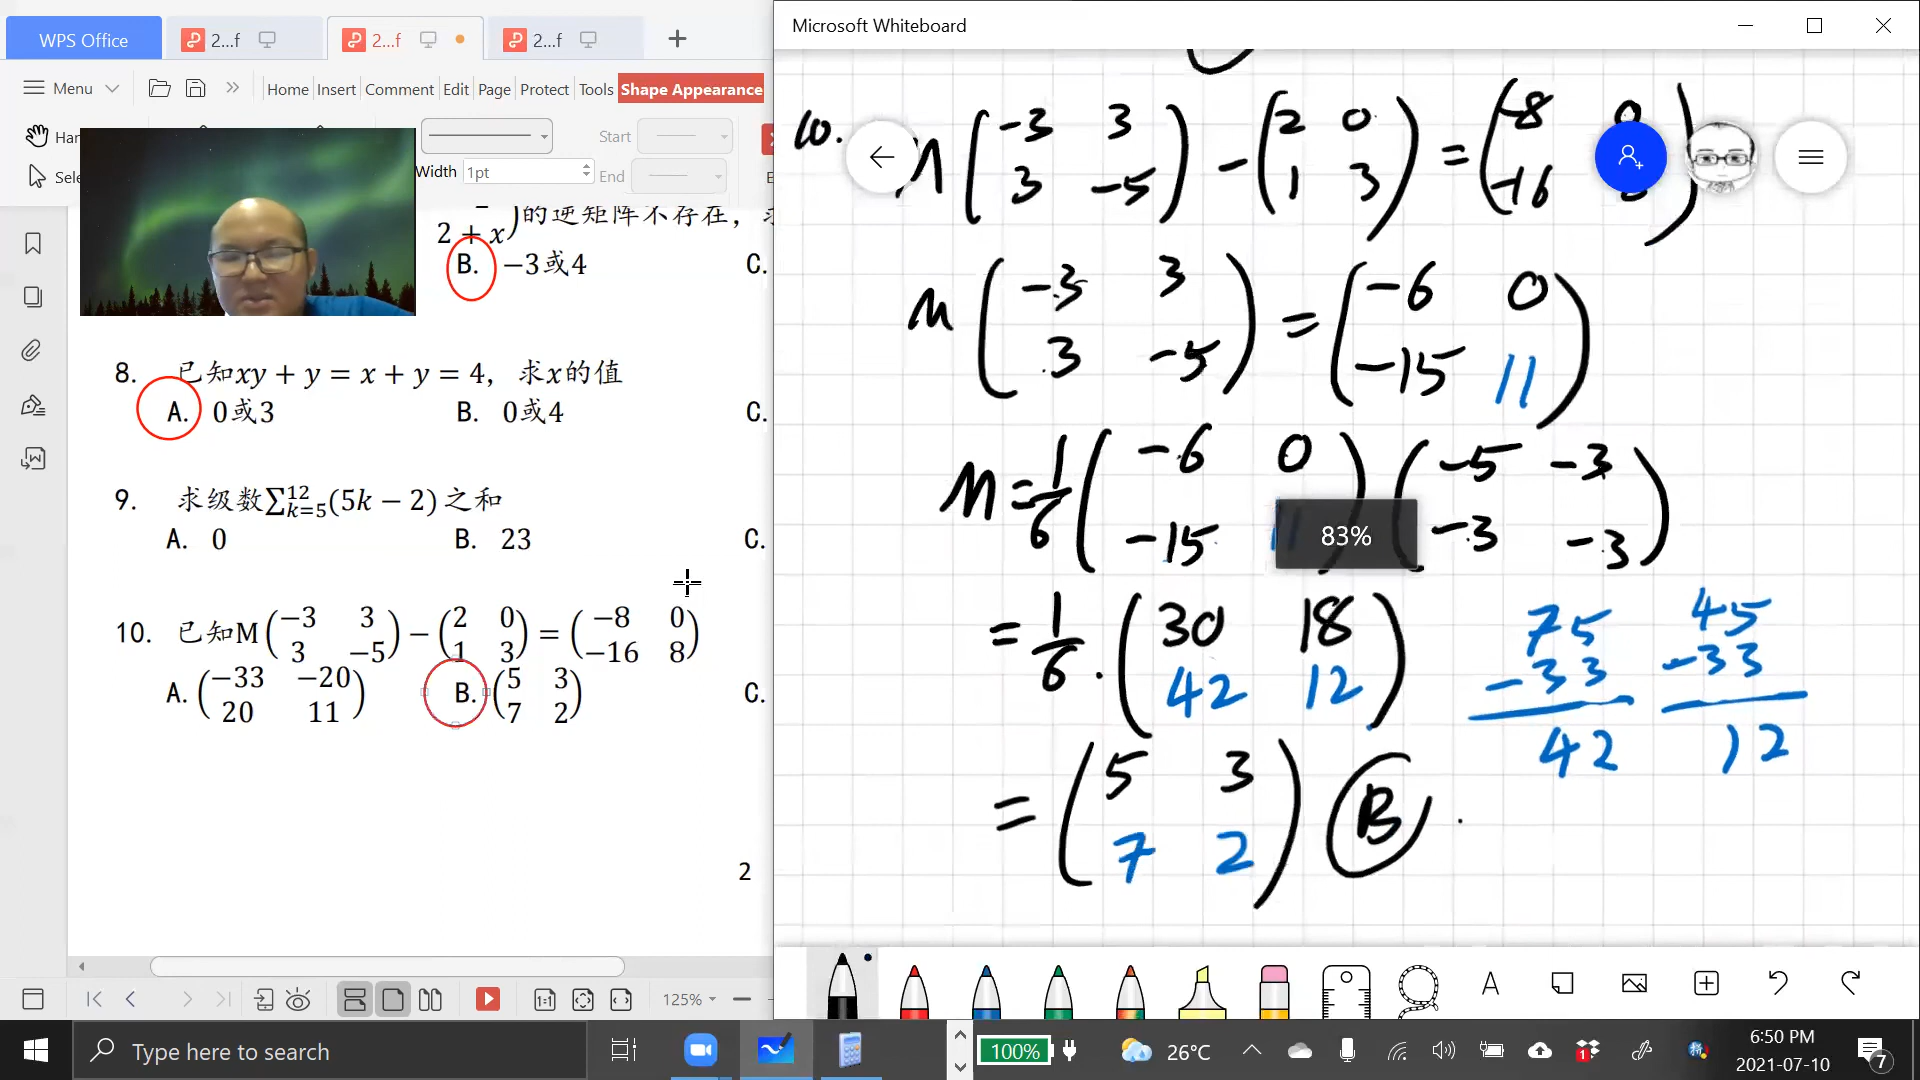 WPS Office 2...f 2...f 2...f
Menu Home Insert Comment Edit Page Protect Tools Shape Appearance
Han Start
Sele Width 1pt End
的逆矩阵不存在，
2 + x)
B. −3或4 C.
8. 已知xy + y = x + y = 4， 求x的值
A. 0或3 B. 0或4 C.
9. 求级数∑¹²ₖ₌₅(5k − 2)之和
A. 0 B. 23 C.
10. 已知M(−3 3
3 −5) − (2 0
1 3) = (−8 0
−16 8)
A. (−33 −20
20 11) B. (5 3
7 2) C.
2
125%
Microsoft Whiteboard
10. M(-3 3
3 -5) - (2 0
1 3) = (-8 0
-16
M(-3 3
3 -5) = (-6 0
-15 11)
M = 1/6 (-6 0
-15 11) (-5 -3
-3 -3)
83%
= 1/6 · (30 18
42 12)
75
-33
42
45
-33
12
= (5 3
7 2) B.
A
Type here to search
100% 26°C
1
6:50 PM
2021-07-10
7